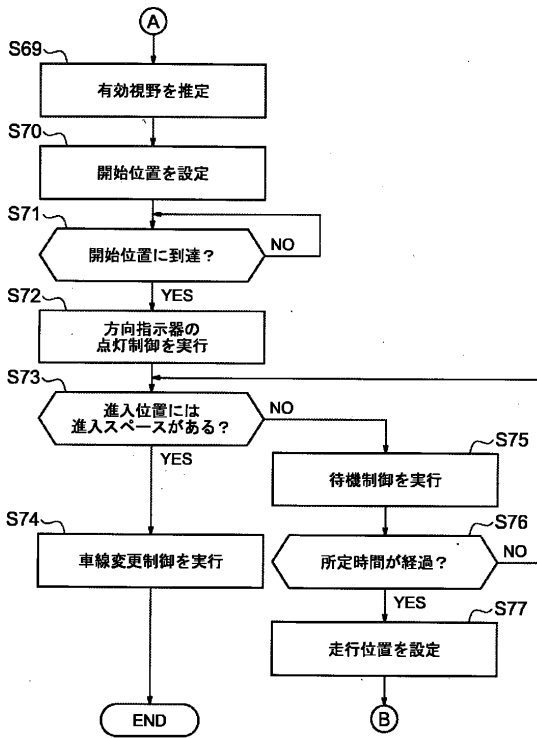 A
S69
有効視野を推定
S70
開始位置を設定
S71
開始位置に到達？
NO
YES
S72
方向指示器の
点灯制御を実行
S73
進入位置には
進入スペースがある？
NO
YES
S75
待機制御を実行
S74
車線変更制御を実行
S76
所定時間が経過？
NO
YES
S77
走行位置を設定
END
B